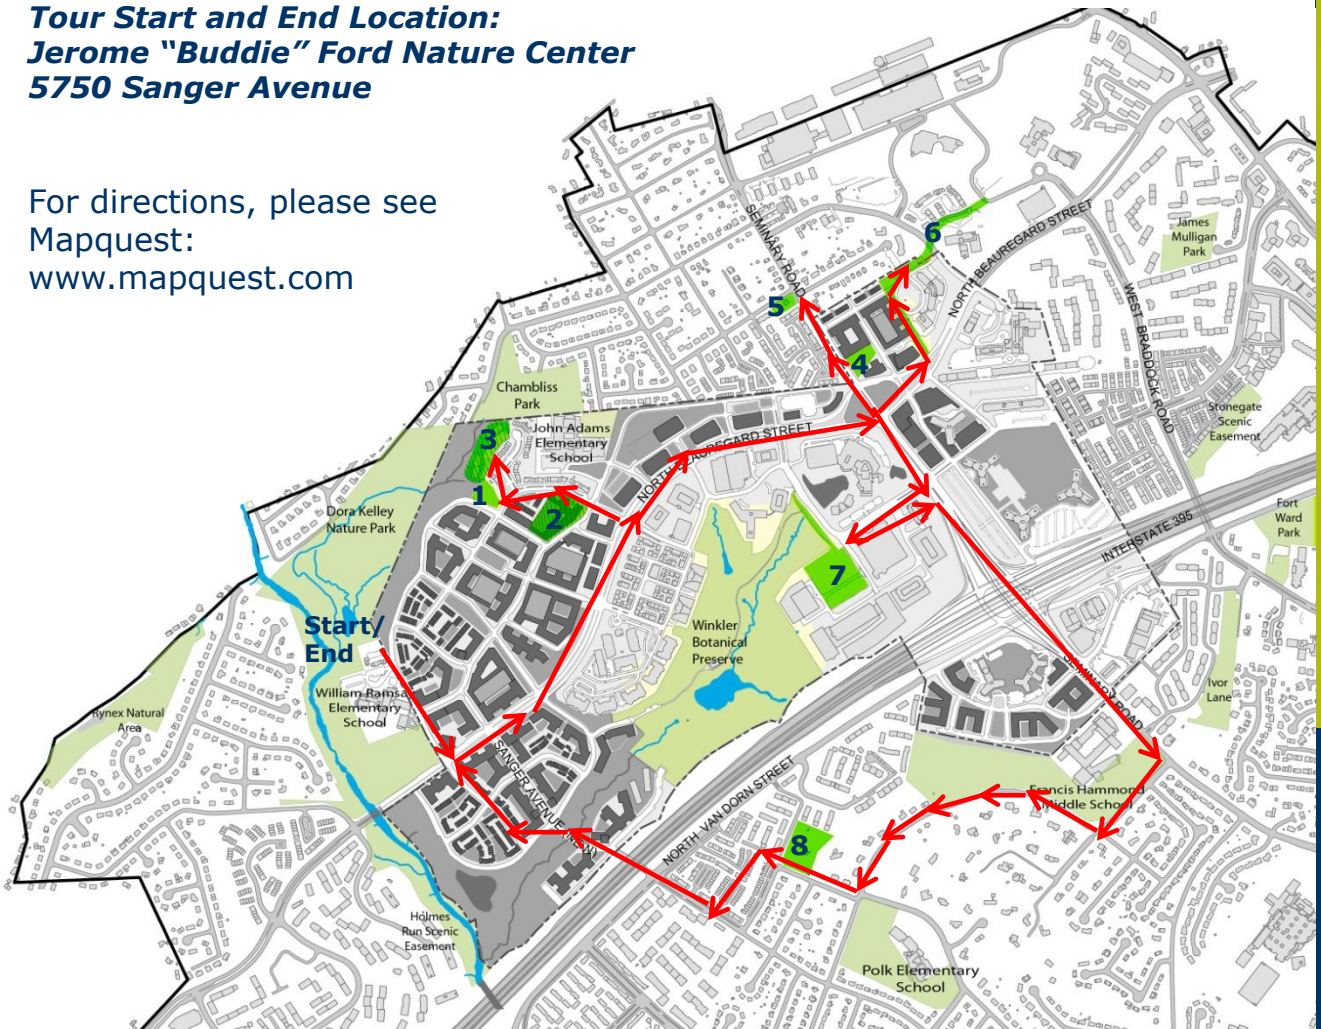 Tour Start and End Location:
Jerome “Buddie” Ford Nature Center
5750 Sanger Avenue
For directions, please see
Mapquest:
www.mapquest.com
SEMINARY ROAD
6
NORTH BEAUREGARD STREET
James
Mulligan
Park
WEST BRADDOCK ROAD
5
4
Chambliss
Park
Stonegate
Scenic
Easement
3
John Adams
Elementary
School
NORTH BEAUREGARD STREET
1
2
Dora Kelley
Nature Park
INTERSTATE 395
Fort
Ward
Park
7
Start/
End
Winkler
Botanical
Preserve
William Ramsa
Elementary
School
SEMINARY ROAD
Ivor
Lane
Rynex Natural
Area
SANGER AVENUE
NORTH VAN DORN STREET
Francis Hammond
Middle School
8
Holmes
Run Scenic
Easement
Polk Elementary
School